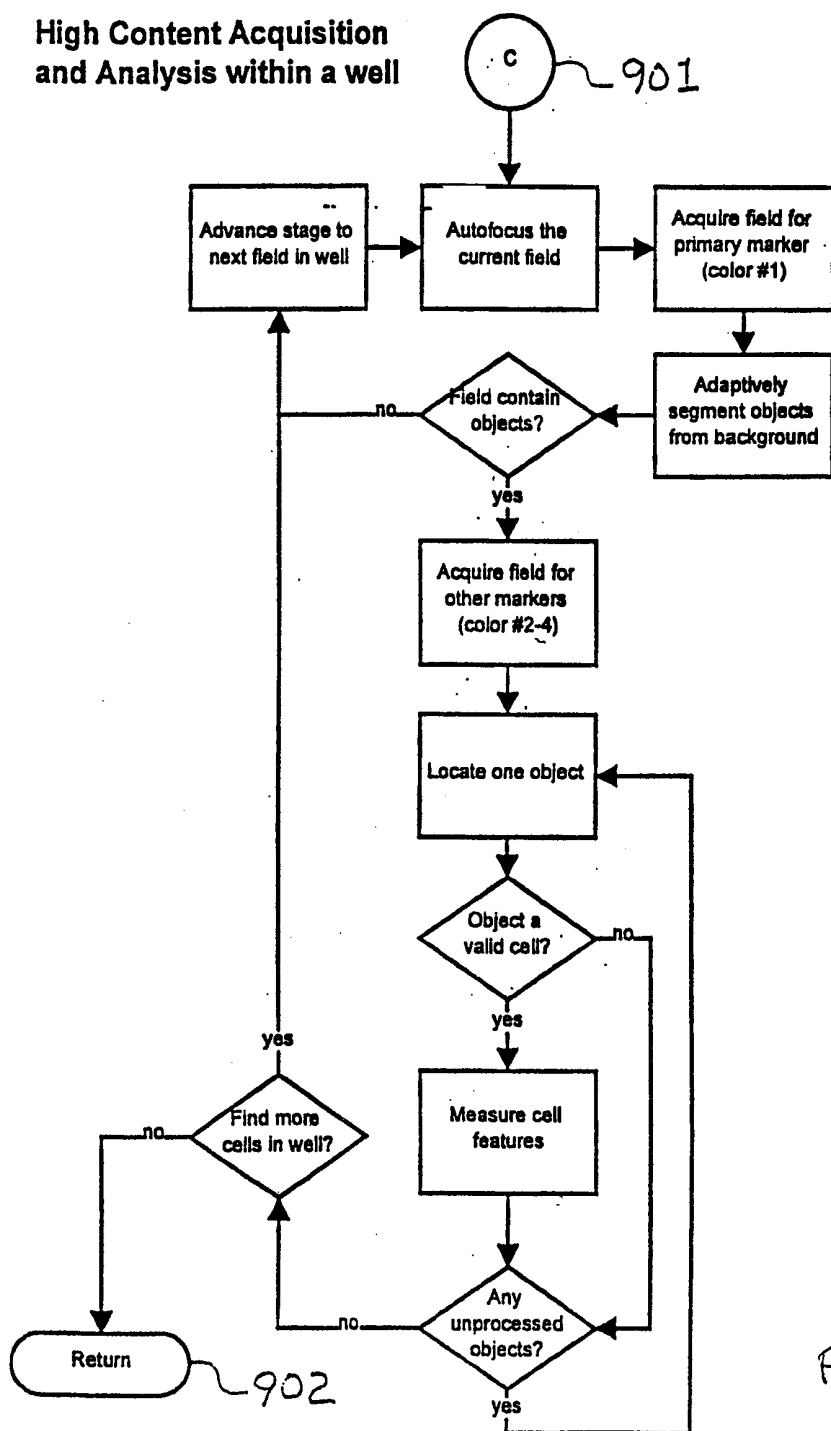 High Content Acquisition
and Analysis within a well
C
901
Advance stage to
next field in well
Autofocus the
current field
Acquire field for
primary marker
(color #1)
Adaptively
segment objects
from background
Field contain
objects?
no
yes
Acquire field for
other markers
(color #2-4)
Locate one object
Object a
valid cell?
no
yes
Measure cell
features
Any
unprocessed
objects?
no
yes
Find more
cells in well?
yes
no
Return
902